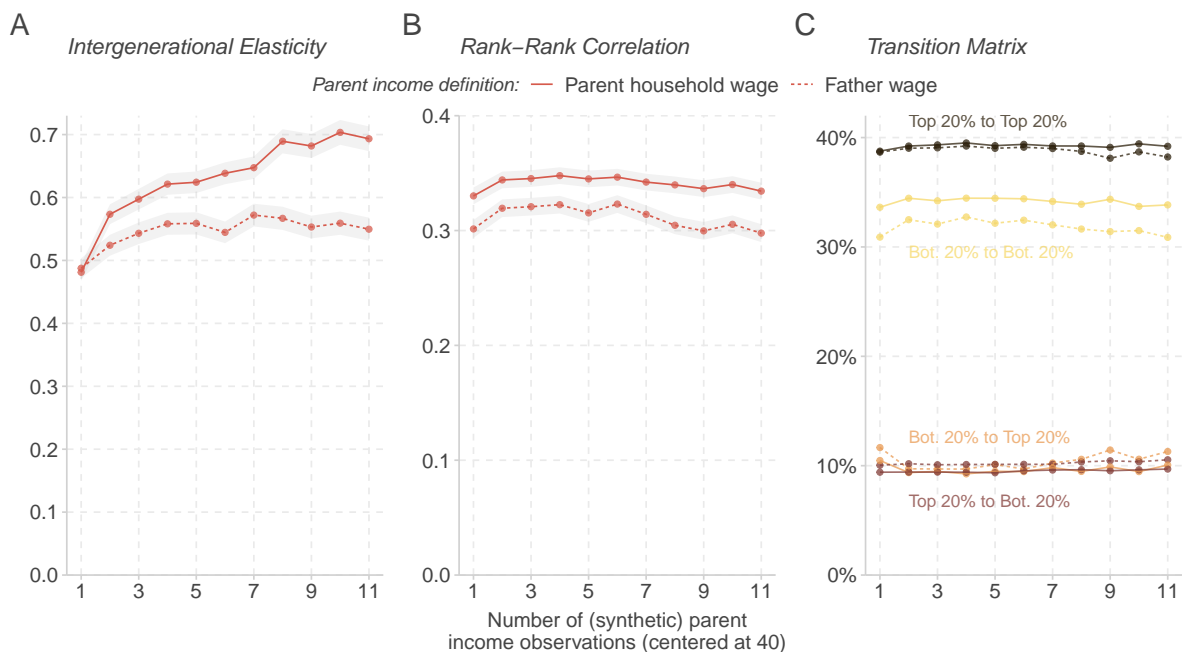 A
Intergenerational Elasticity
B
Rank−Rank Correlation
C
Transition Matrix
Parent income definition: Parent household wage Father wage
0.7
0.6
0.5
0.4
0.3
0.2
0.1
0.0
1 3 5 7 9 11
0.4
0.3
0.2
0.1
0.0
1 3 5 7 9 11
Number of (synthetic) parent
income observations (centered at 40)
40%
30%
20%
10%
0%
Top 20% to Top 20%
Bot. 20% to Bot. 20%
Bot. 20% to Top 20%
Top 20% to Bot. 20%
1 3 5 7 9 11